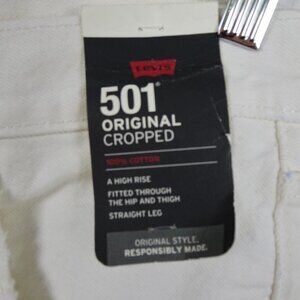 Levi's
501®
ORIGINAL
CROPPED
100% COTTON
A HIGH RISE
FITTED THROUGH
THE HIP AND THIGH
STRAIGHT LEG
ORIGINAL STYLE.
RESPONSIBLY MADE.